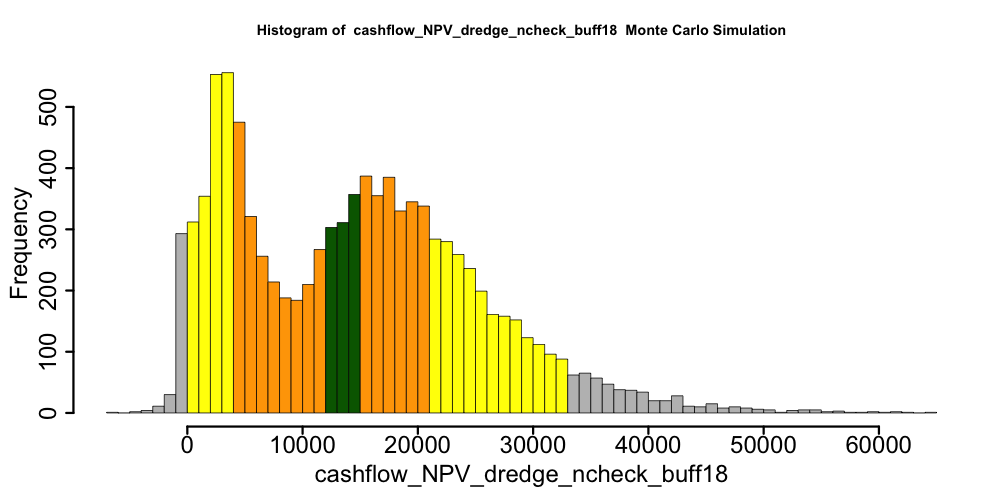 Histogram of cashflow_NPV_dredge_ncheck_buff18 Monte Carlo Simulation
Frequency
500
400
300
200
100
0
0 10000 20000 30000 40000 50000 60000
cashflow_NPV_dredge_ncheck_buff18